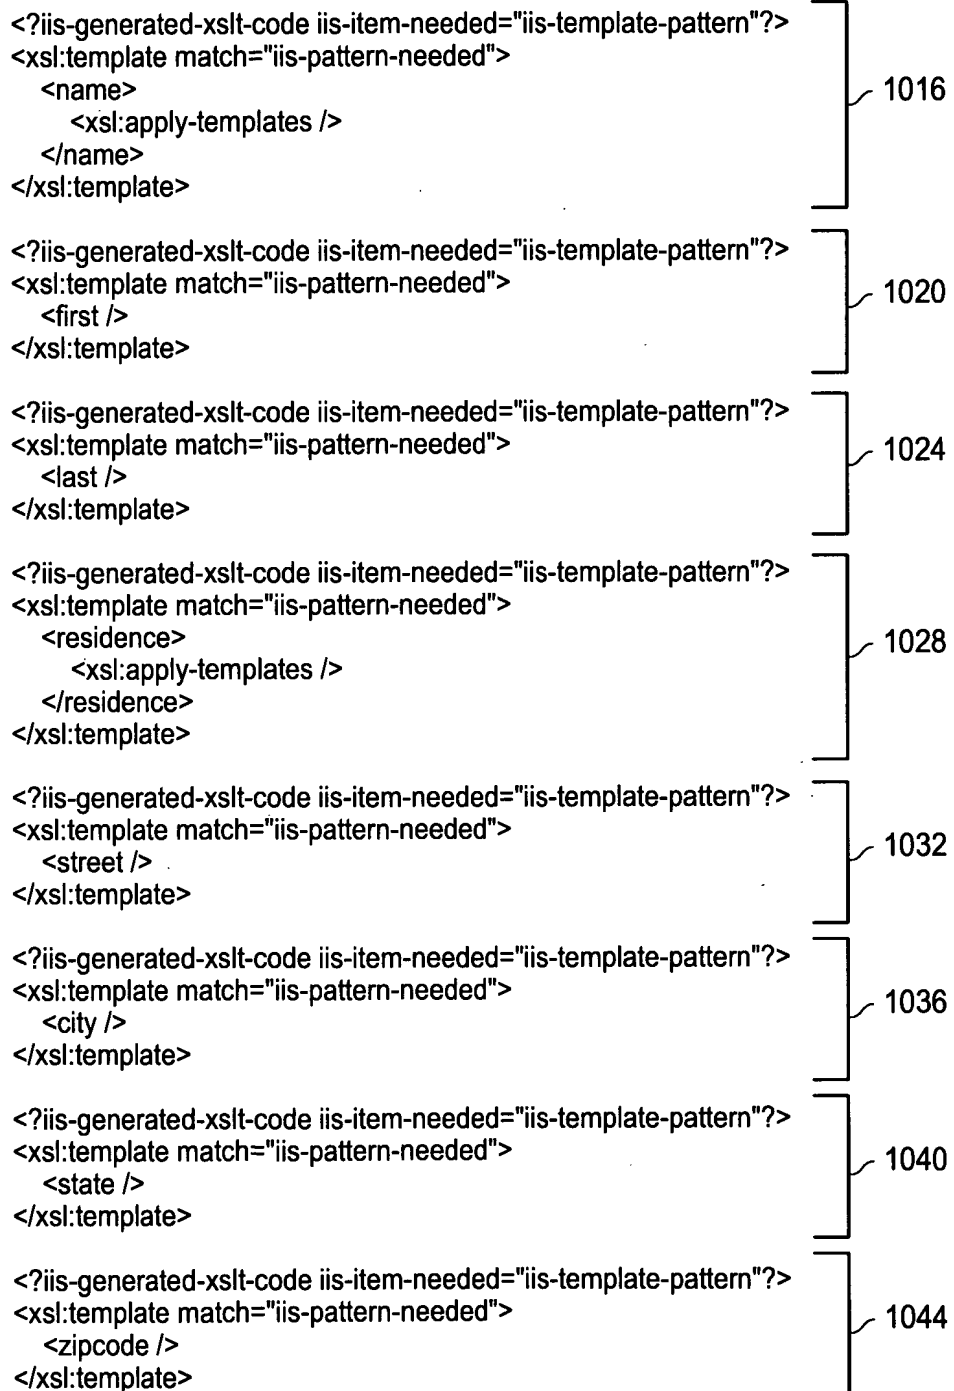 <?iis-generated-xslt-code iis-item-needed="iis-template-pattern"?>
<xsl:template match="iis-pattern-needed">
<name>
<xsl:apply-templates />
</name>
</xsl:template>
1016
<?iis-generated-xslt-code iis-item-needed="iis-template-pattern"?>
<xsl:template match="iis-pattern-needed">
<first />
</xsl:template>
1020
<?iis-generated-xslt-code iis-item-needed="iis-template-pattern"?>
<xsl:template match="iis-pattern-needed">
<last />
</xsl:template>
1024
<?iis-generated-xslt-code iis-item-needed="iis-template-pattern"?>
<xsl:template match="iis-pattern-needed">
<residence>
<xsl:apply-templates />
</residence>
</xsl:template>
1028
<?iis-generated-xslt-code iis-item-needed="iis-template-pattern"?>
<xsl:template match="iis-pattern-needed">
<street />
</xsl:template>
1032
<?iis-generated-xslt-code iis-item-needed="iis-template-pattern"?>
<xsl:template match="iis-pattern-needed">
<city />
</xsl:template>
1036
<?iis-generated-xslt-code iis-item-needed="iis-template-pattern"?>
<xsl:template match="iis-pattern-needed">
<state />
</xsl:template>
1040
<?iis-generated-xslt-code iis-item-needed="iis-template-pattern"?>
<xsl:template match="iis-pattern-needed">
<zipcode />
</xsl:template>
1044